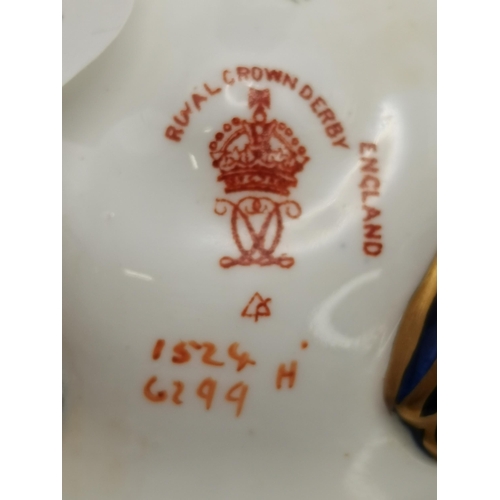 ROYAL CROWN DERBY
ENGLAND
1524 H
6299